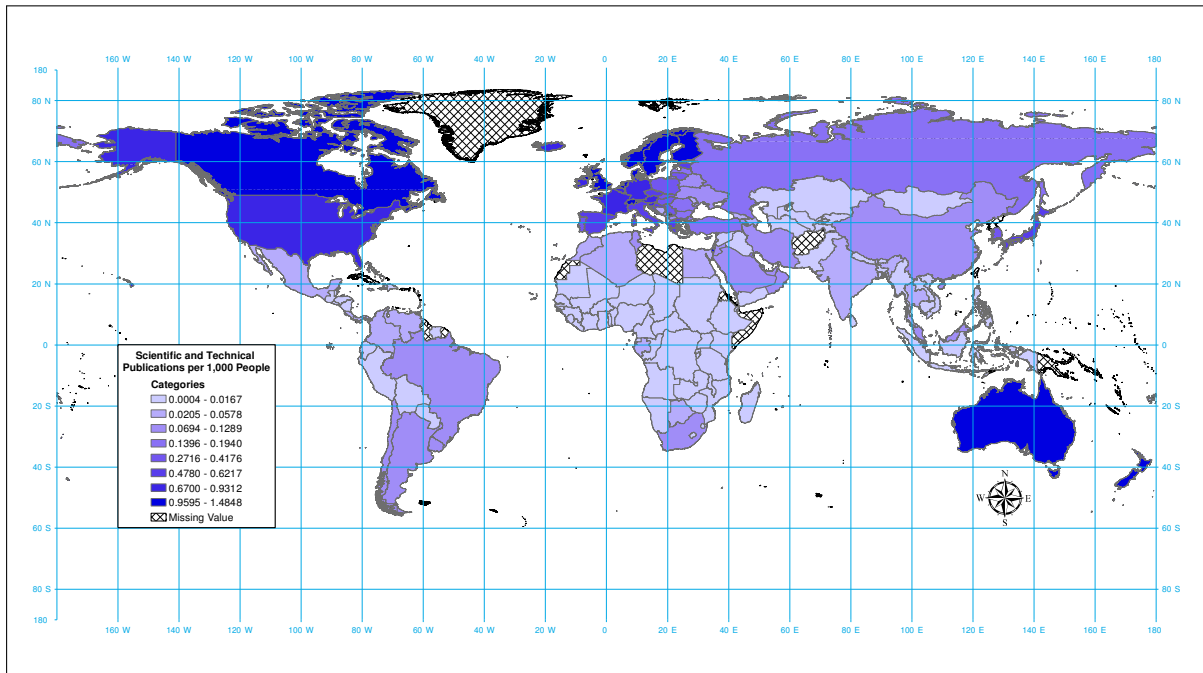 160 W 140 W 120 W 100 W 80 W 60 W 40 W 20 W 0 20 E 40 E 60 E 80 E 100 E 120 E 140 E 160 E 180
180
80 N 80 N
60 N 60 N
40 N 40 N
20 N 20 N
0 0
Scientific and Technical
Publications per 1,000 People
Categories
0.0004 - 0.0167
0.0205 - 0.0578
0.0694 - 0.1289
0.1396 - 0.1940
0.2716 - 0.4176
0.4780 - 0.6217
0.6700 - 0.9312
0.9595 - 1.4848
Missing Value
20 S 20 S
40 S 40 S
N
W E
S
60 S 60 S
80 S 80 S
180
160 W 140 W 120 W 100 W 80 W 60 W 40 W 20 W 0 20 E 40 E 60 E 80 E 100 E 120 E 140 E 160 E 180